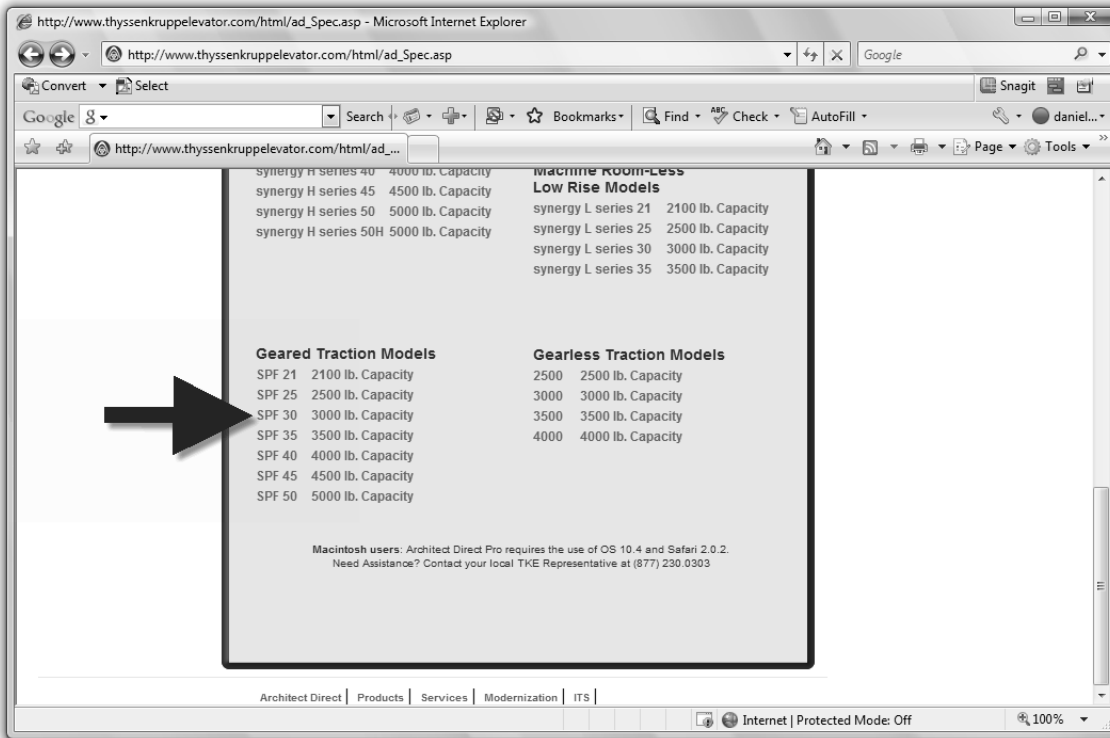 http://www.thyssenkruppelevator.com/html/ad_Spec.asp - Microsoft Internet Explorer
http://www.thyssenkruppelevator.com/html/ad_Spec.asp
Google
Convert Select
Snagit
Google
Search Bookmarks Find Check AutoFill
daniel...
http://www.thyssenkruppelevator.com/html/ad_...
Page Tools
synergy H series 40 4000 lb. Capacity
synergy H series 45 4500 lb. Capacity
synergy H series 50 5000 lb. Capacity
synergy H series 50H 5000 lb. Capacity
Machine Room-Less
Low Rise Models
synergy L series 21 2100 lb. Capacity
synergy L series 25 2500 lb. Capacity
synergy L series 30 3000 lb. Capacity
synergy L series 35 3500 lb. Capacity
Geared Traction Models
SPF 21 2100 lb. Capacity
SPF 25 2500 lb. Capacity
SPF 30 3000 lb. Capacity
SPF 35 3500 lb. Capacity
SPF 40 4000 lb. Capacity
SPF 45 4500 lb. Capacity
SPF 50 5000 lb. Capacity
Gearless Traction Models
2500 2500 lb. Capacity
3000 3000 lb. Capacity
3500 3500 lb. Capacity
4000 4000 lb. Capacity
Macintosh users: Architect Direct Pro requires the use of OS 10.4 and Safari 2.0.2.
Need Assistance? Contact your local TKE Representative at (877) 230.0303
Architect Direct | Products | Services | Modernization | ITS |
Internet | Protected Mode: Off
100%